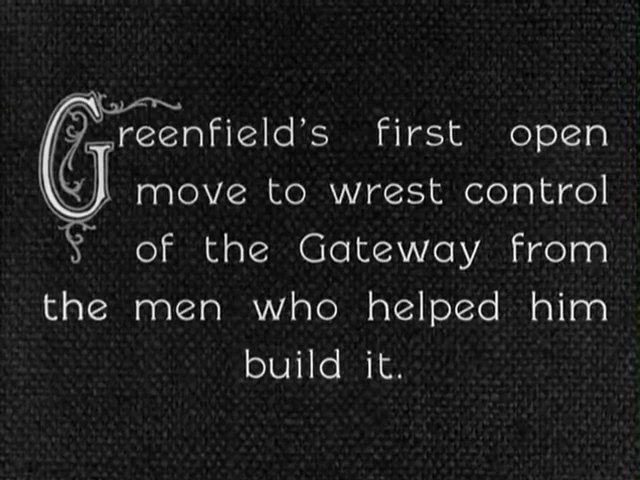 Greenfield's first open
move to wrest control
of the Gateway from
the men who helped him
build it.